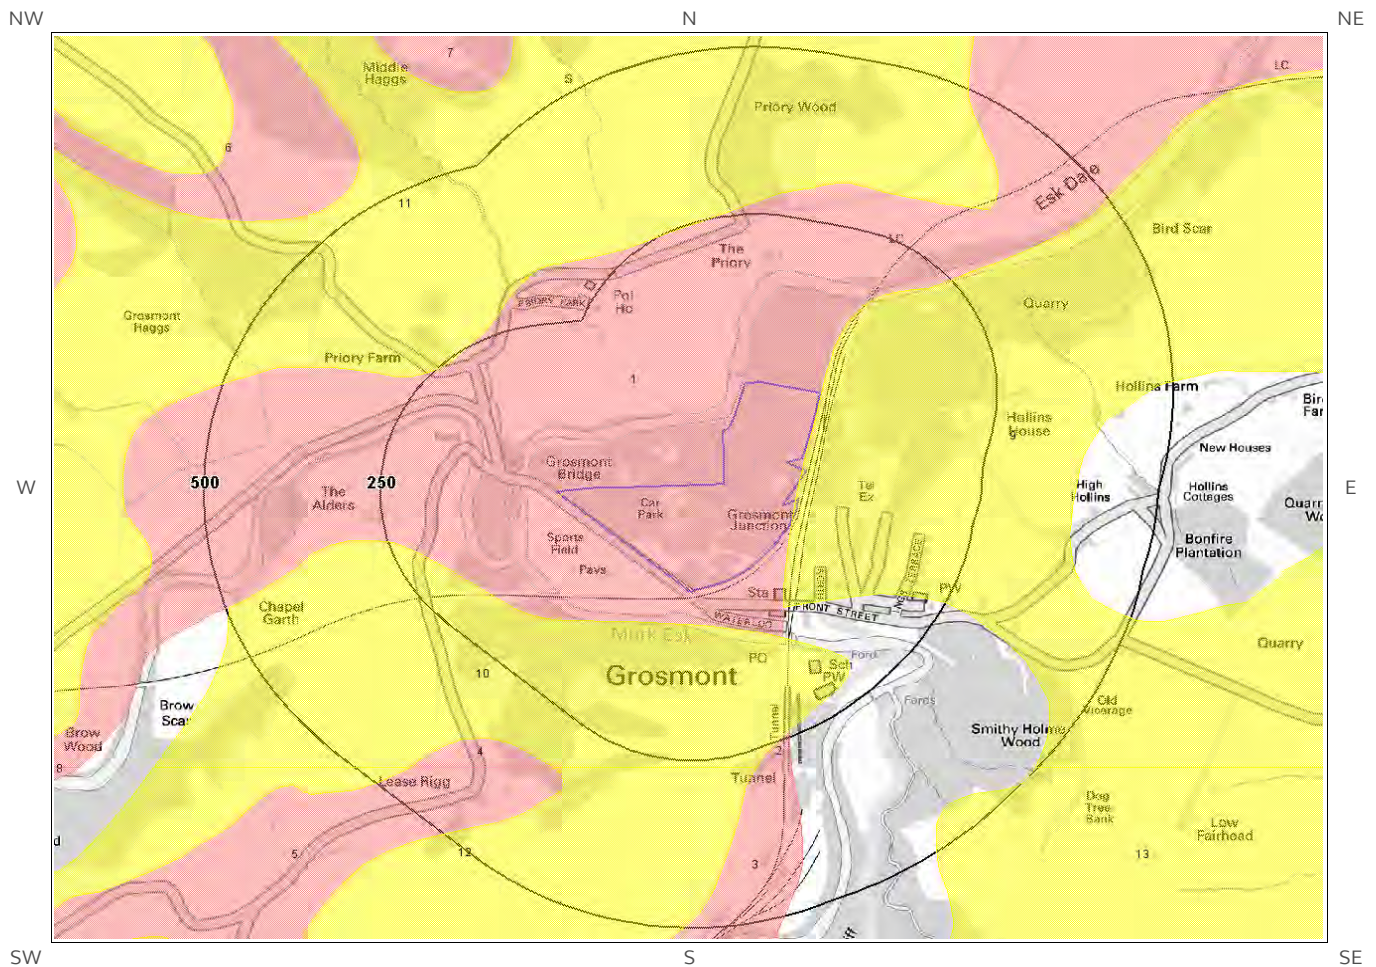 NW
N
NE
7
LC
Middle
Haggs
S
Priory Wood
6
Esk Dale
11
Bird Scar
LC
The
Priory
Pol
Ho
PRIORY PARK
Quarry
Grosmont
Haggs
Priory Farm
1
Hollins Farm
Hollins
House
9
New Houses
Grosmont
Bridge
500
250
W
E
The
Alders
Car
Park
Tel
Ex
High
Hollins
Hollins
Cottages
Grosmont
Junction
Sports
Field
Bonfire
Plantation
Pavs
Sta
PW
Chapel
Garth
FRONT STREET
WATERLOO
Quarry
PO
Ford
Sch
PW
Grosmont
10
Fords
Old
Vicarage
Brow
Tunnel
Smithy Holme
Wood
Brow
Wood
8
4
2
Tunnel
Lease Rigg
Dog
Tree
Bank
Low
Fairhead
d
5
12
13
3
SW
S
SE